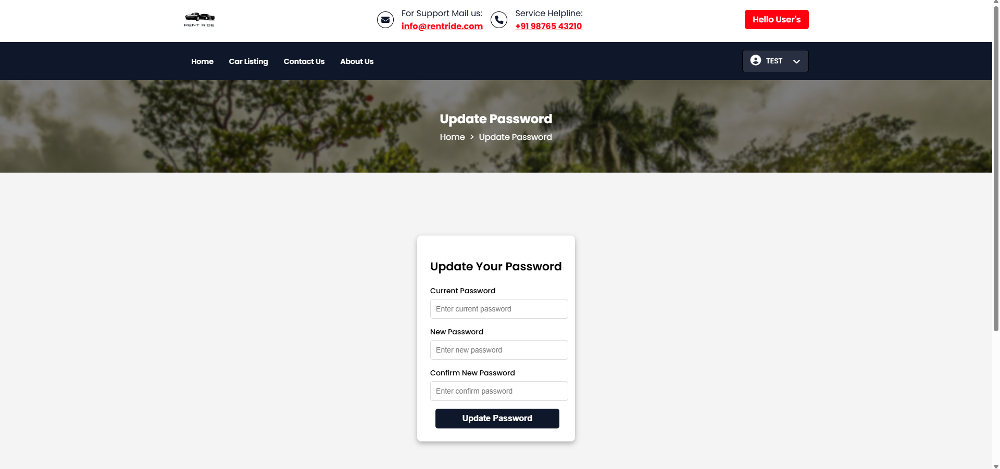 RENT RIDE
For Support Mail us:
info@rentride.com
Service Helpline:
+91 98765 43210
Hello User's
Home
Car Listing
Contact Us
About Us
TEST
Update Password
Home > Update Password
Update Your Password
Current Password
Enter current password
New Password
Enter new password
Confirm New Password
Enter confirm password
Update Password